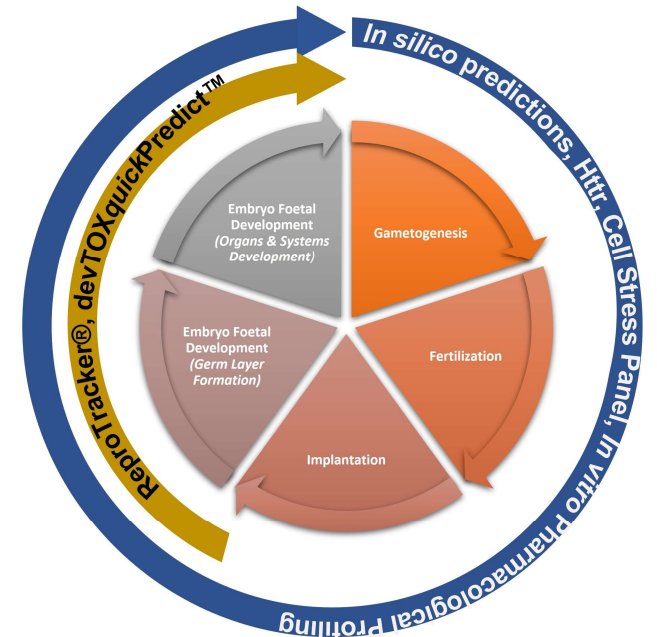 In silico predictions, Httr, Cell Stress Panel, In vitro Pharmacological Profiling
ReproTracker®, devTOXquickPredict™
Gametogenesis
Fertilization
Implantation
Embryo Foetal
Development
(Germ Layer
Formation)
Embryo Foetal
Development
(Organs & Systems
Development)